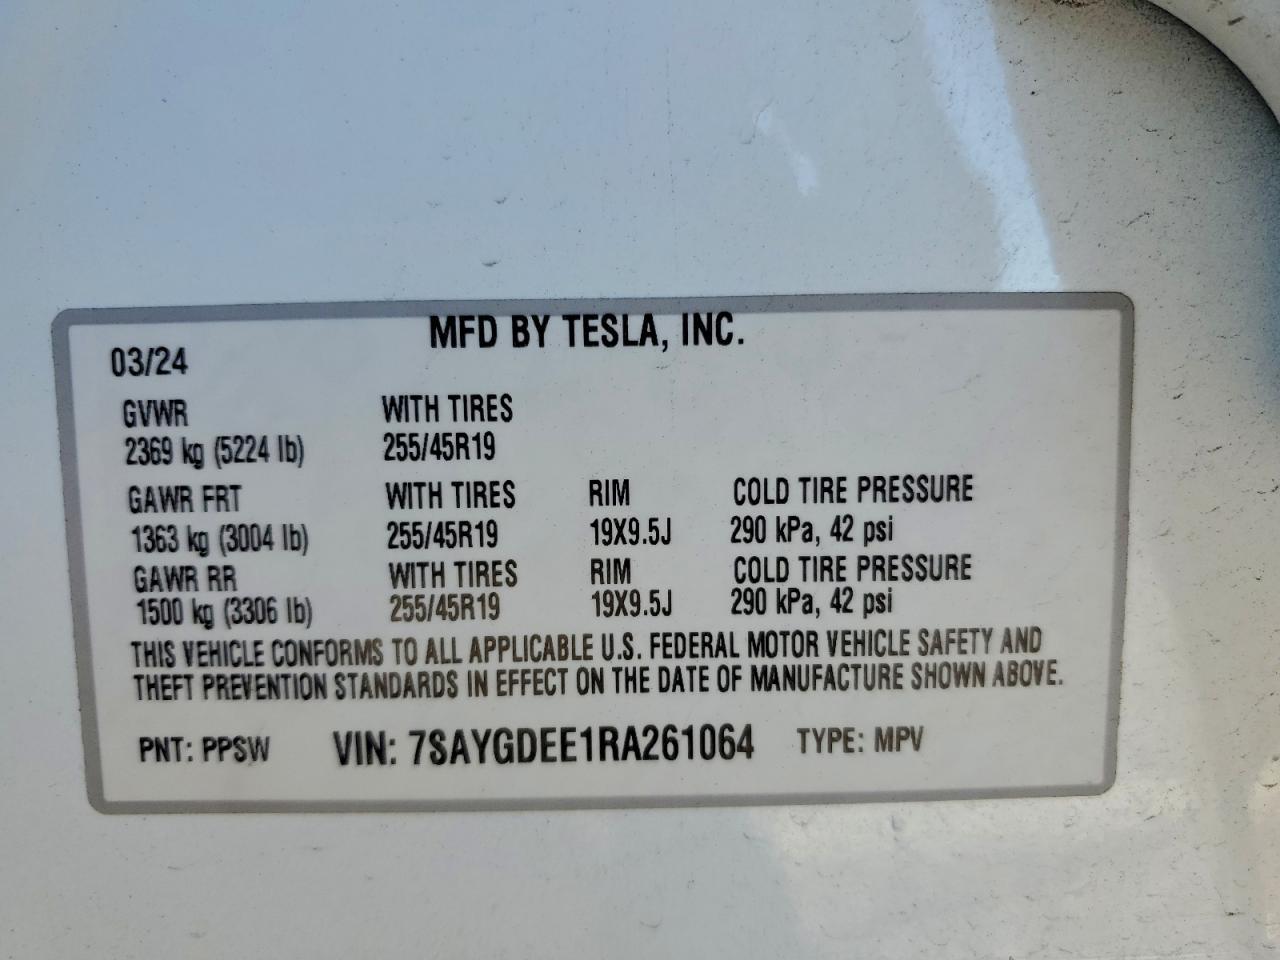 MFD BY TESLA, INC.
03/24
GVWR WITH TIRES
2369 kg (5224 lb) 255/45R19
GAWR FRT WITH TIRES RIM COLD TIRE PRESSURE
1363 kg (3004 lb) 255/45R19 19X9.5J 290 kPa, 42 psi
GAWR RR WITH TIRES RIM COLD TIRE PRESSURE
1500 kg (3306 lb) 255/45R19 19X9.5J 290 kPa, 42 psi
THIS VEHICLE CONFORMS TO ALL APPLICABLE U.S. FEDERAL MOTOR VEHICLE SAFETY AND
THEFT PREVENTION STANDARDS IN EFFECT ON THE DATE OF MANUFACTURE SHOWN ABOVE.
PNT: PPSW VIN: 7SAYGDEE1RA261064 TYPE: MPV